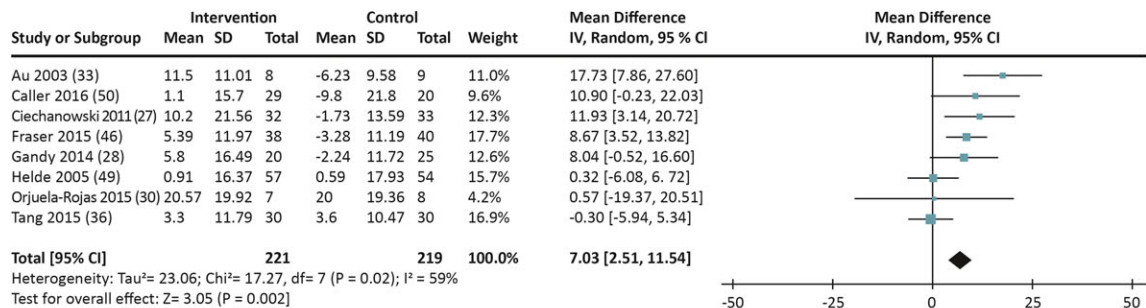 Intervention Control Mean Difference Mean Difference
Study or Subgroup Mean SD Total Mean SD Total Weight IV, Random, 95 % CI IV, Random, 95% CI
Au 2003 (33) 11.5 11.01 8 -6.23 9.58 9 11.0% 17.73 [7.86, 27.60]
Caller 2016 (50) 1.1 15.7 29 -9.8 21.8 20 9.6% 10.90 [-0.23, 22.03]
Ciechanowski 2011 (27) 10.2 21.56 32 -1.73 13.59 33 12.3% 11.93 [3.14, 20.72]
Fraser 2015 (46) 5.39 11.97 38 -3.28 11.19 40 17.7% 8.67 [3.52, 13.82]
Gandy 2014 (28) 5.8 16.49 20 -2.24 11.72 25 12.6% 8.04 [-0.52, 16.60]
Helde 2005 (49) 0.91 16.37 57 0.59 17.93 54 15.7% 0.32 [-6.08, 6. 72]
Orjuela-Rojas 2015 (30) 20.57 19.92 7 20 19.36 8 4.2% 0.57 [-19.37, 20.51]
Tang 2015 (36) 3.3 11.79 30 3.6 10.47 30 16.9% -0.30 [-5.94, 5.34]
Total [95% CI] 221 219 100.0% 7.03 [2.51, 11.54]
Heterogeneity: Tau²= 23.06; Chi²= 17.27, df= 7 (P = 0.02); I² = 59%
Test for overall effect: Z= 3.05 (P = 0.002]
-50 -25 0 25 50